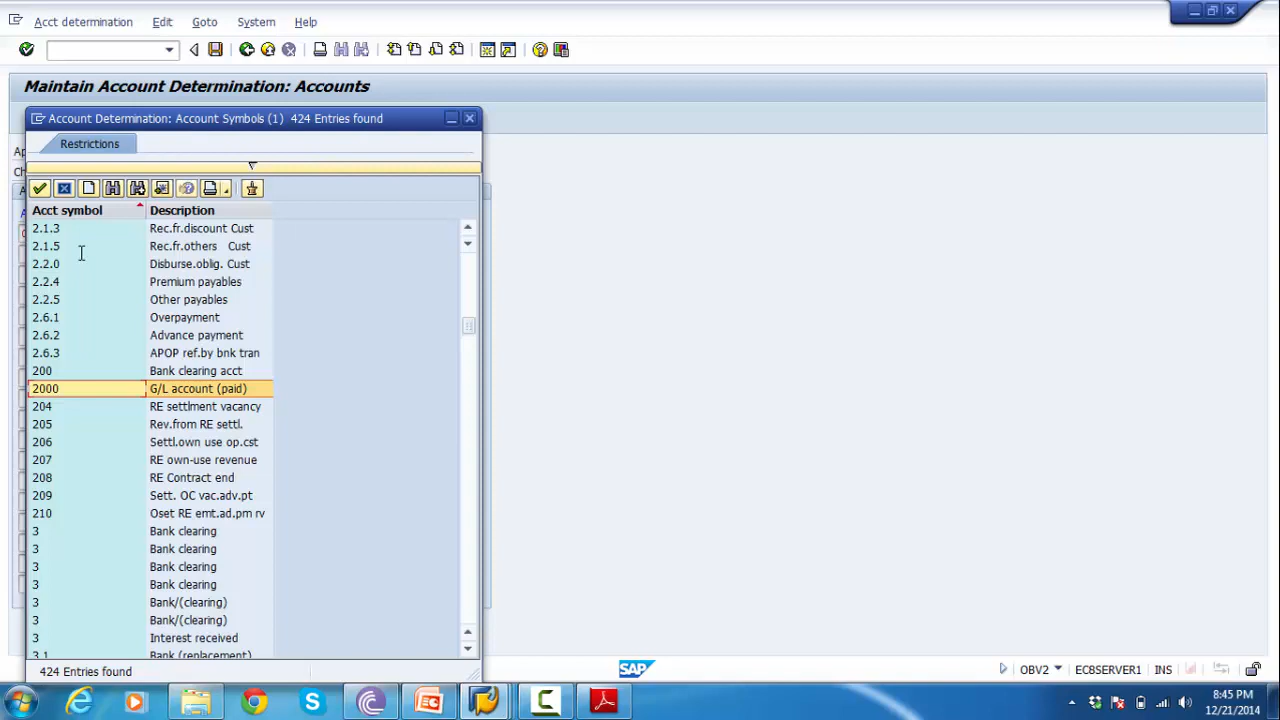 Acct determination Edit Goto System Help
Maintain Account Determination: Accounts
Account Determination: Account Symbols (1) 424 Entries found
Restrictions
Acct symbol Description
2.1.3 Rec.fr.discount Cust
2.1.5 Rec.fr.others Cust
2.2.0 Disburse.oblig. Cust
2.2.4 Premium payables
2.2.5 Other payables
2.6.1 Overpayment
2.6.2 Advance payment
2.6.3 APOP ref.by bnk tran
200 Bank clearing acct
2000 G/L account (paid)
204 RE settlment vacancy
205 Rev.from RE settl.
206 Settl.own use op.cst
207 RE own-use revenue
208 RE Contract end
209 Sett. OC vac.adv.pt
210 Oset RE emt.ad.pm rv
3 Bank clearing
3 Bank clearing
3 Bank clearing
3 Bank clearing
3 Bank/(clearing)
3 Bank/(clearing)
3 Interest received
3.1 Bank (replacement)
424 Entries found
SAP
OBV2 EC8SERVER1 INS
8:45 PM
12/21/2014